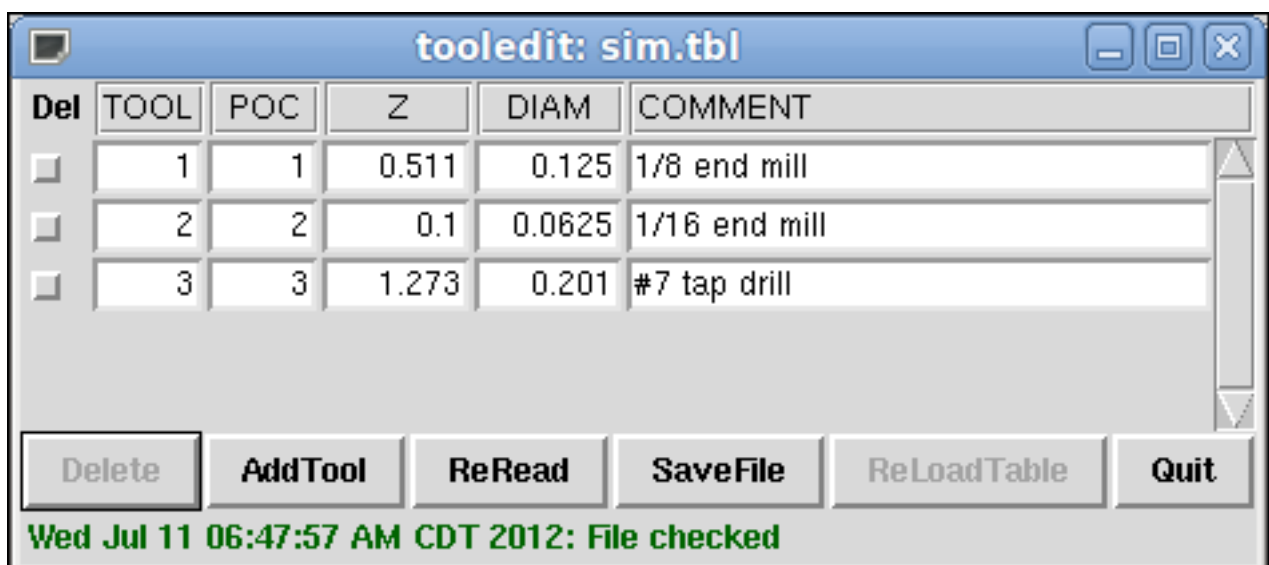 tooledit: sim.tbl
Del TOOL POC Z DIAM COMMENT
1 1 0.511 0.125 1/8 end mill
2 2 0.1 0.0625 1/16 end mill
3 3 1.273 0.201 #7 tap drill
Delete AddTool ReRead SaveFile ReLoadTable Quit
Wed Jul 11 06:47:57 AM CDT 2012: File checked